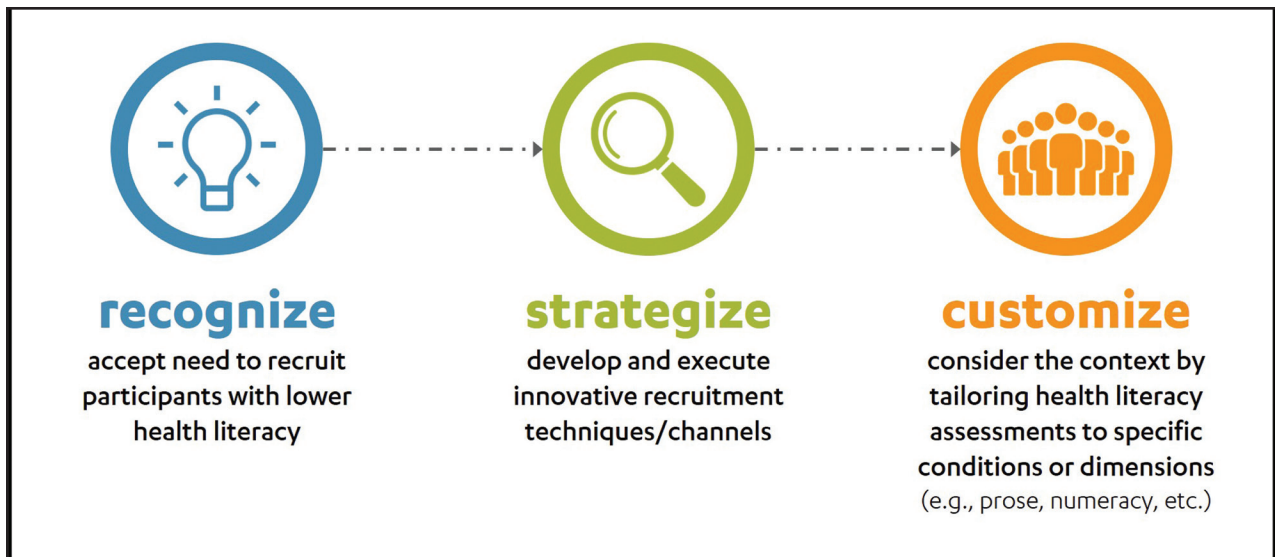 recognize
accept need to recruit
participants with lower
health literacy
strategize
develop and execute
innovative recruitment
techniques/channels
customize
consider the context by
tailoring health literacy
assessments to specific
conditions or dimensions
(e.g., prose, numeracy, etc.)